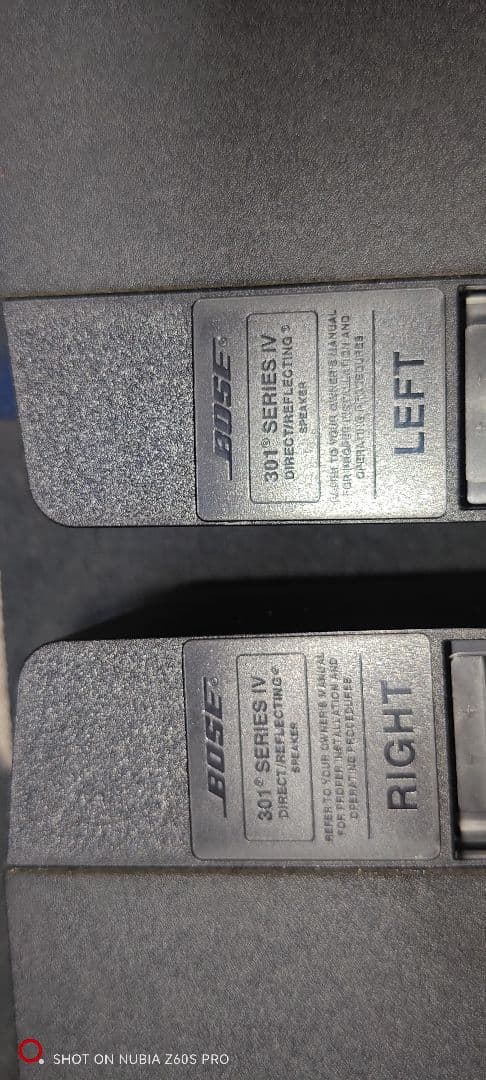 BOSE®
301® SERIES IV
DIRECT/REFLECTING®
SPEAKER
REFER TO YOUR OWNER'S MANUAL
FOR PROPER INSTALLATION AND
OPERATING PROCEDURES
LEFT
BOSE®
301® SERIES IV
DIRECT/REFLECTING®
SPEAKER
REFER TO YOUR OWNER'S MANUAL
FOR PROPER INSTALLATION AND
OPERATING PROCEDURES
RIGHT
SHOT ON NUBIA Z60S PRO